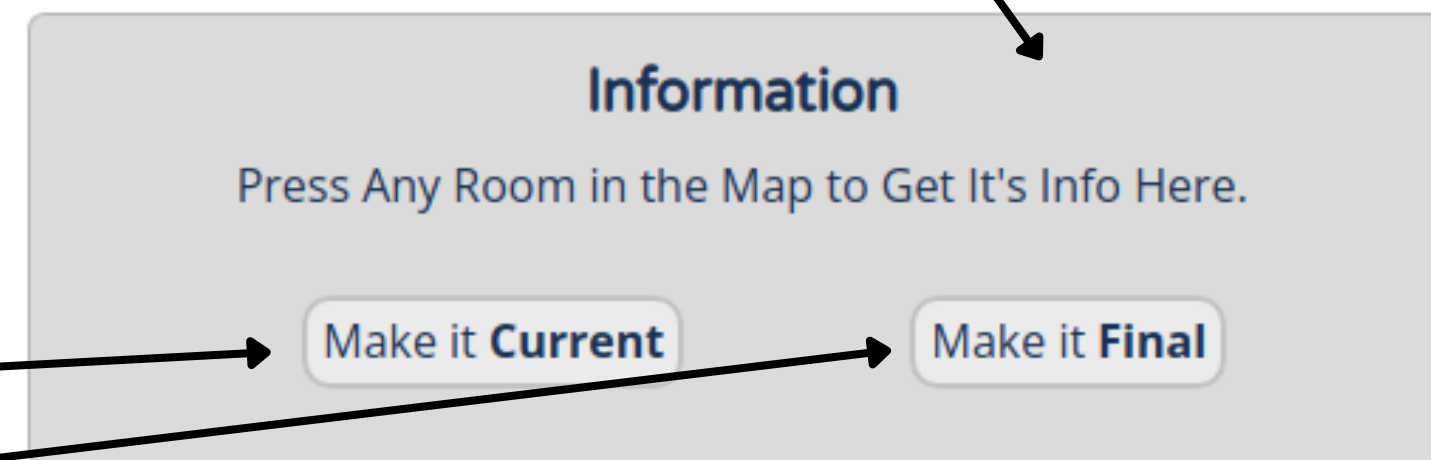 Information
Press Any Room in the Map to Get It's Info Here.
Make it Current
Make it Final